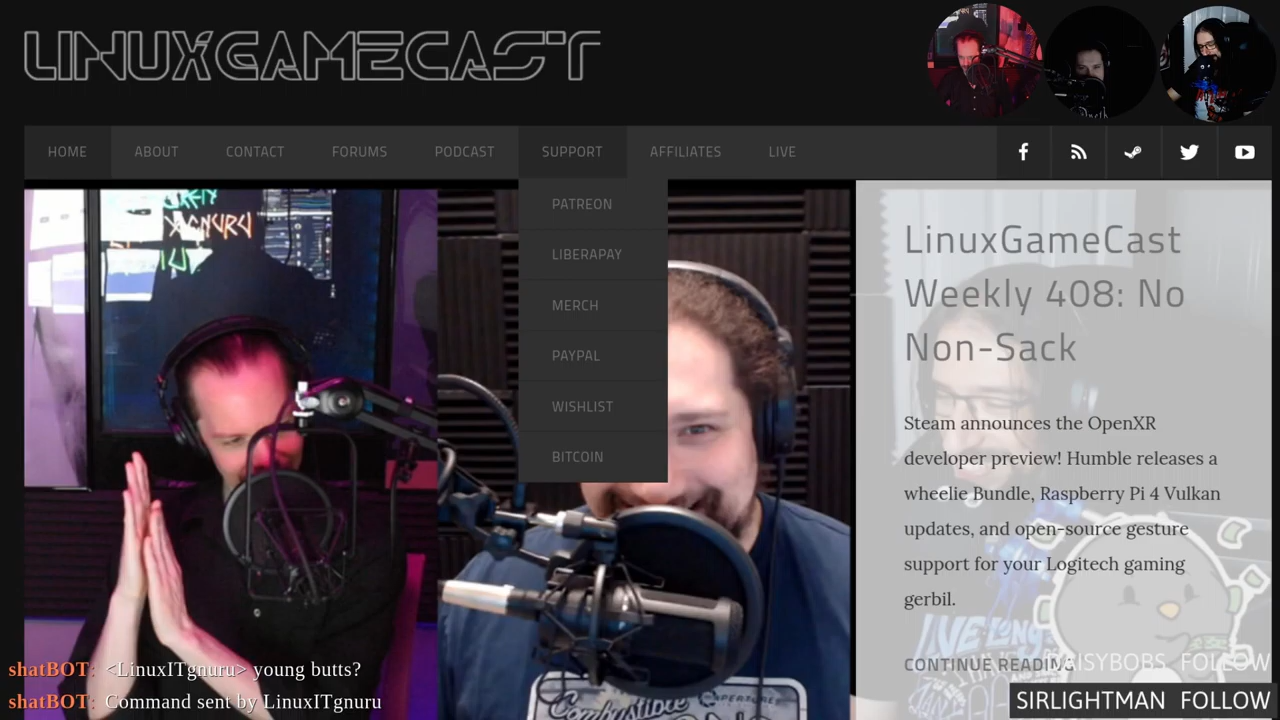 LINUXGAMECAST
HOME ABOUT CONTACT FORUMS PODCAST SUPPORT AFFILIATES LIVE
PATREON
LIBERAPAY
MERCH
PAYPAL
WISHLIST
BITCOIN
LinuxGameCast
Weekly 408: No
Non-Sack
Steam announces the OpenXR
developer preview! Humble releases a
wheelie Bundle, Raspberry Pi 4 Vulkan
updates, and open-source gesture
support for your Logitech gaming
gerbil.
CONTINUE READING
DAISYBOBS FOLLOW
SIRLIGHTMAN FOLLOW
shatBOT: <LinuxITgnuru> young butts?
shatBOT: Command sent by LinuxITgnuru
LIVE LONG
Combustible